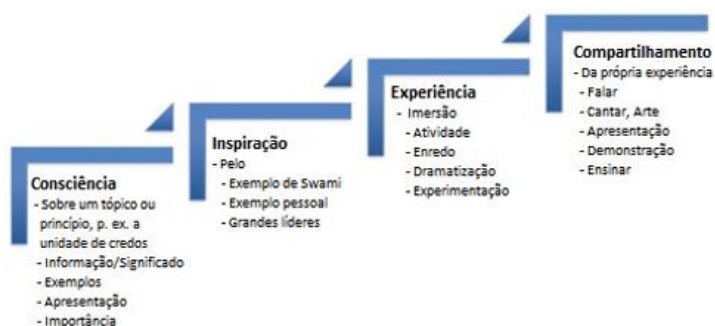 Consciência
- Sobre um tópico ou
princípio, p. ex. a
unidade de credos
- Informação/Significado
- Exemplos
- Apresentação
- Importância
Inspiração
- Pelo
- Exemplo de Swami
- Exemplo pessoal
- Grandes líderes
Experiência
- Imersão
- Atividade
- Enredo
- Dramatização
- Experimentação
Compartilhamento
- Da própria experiência
- Falar
- Cantar, Arte
- Apresentação
- Demonstração
- Ensinar